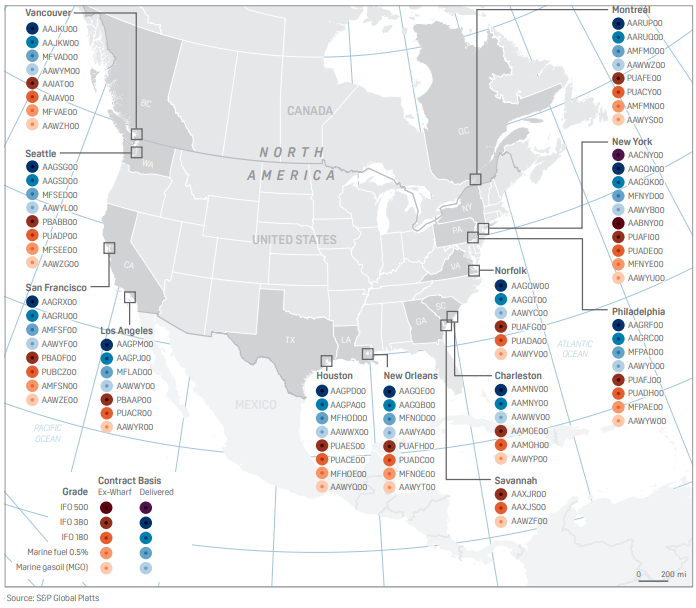 Vancouver
AAJKU00
AAJKW00
MFVAD00
AAWYM00
AAIAT00
AAIAV00
MFVAE00
AAWZH00
Seattle
AAGSG00
AAGSD00
MFSED00
AAWYL00
PBABB00
PUADP00
MFSEE00
AAWZG00
San Francisco
AAGRX00
AAGRU00
AMFSF00
AAWYF00
PBADF00
PUBCZ00
AMFSN00
AAWZE00
Los Angeles
AAGPM00
AAGPJ00
MFLAD00
AAWWY00
PBAAP00
PUACR00
AAWYR00
Houston
AAGPD00
AAGPA00
MFHOD00
AAWWX00
PUAES00
PUACE00
MFHOE00
AAWYQ00
New Orleans
AAGQE00
AAGQB00
MFNOD00
AAWYA00
PUAFH00
PUADC00
MFNOE00
AAWYT00
Montreal
AARUP00
AARUQ00
AMFMO00
AAWWZ00
PUAFE00
PUACY00
AMFMN00
AAWYS00
New York
AACNY00
AAGQN00
AAGQK00
MFNYD00
AAWYB00
AABNY00
PUAFI00
PUADE00
MFNYE00
AAWYU00
Norfolk
AAGQW00
AAGQT00
AAWYC00
PUAFG00
PUADA00
AAWYV00
Philadelphia
AAGRF00
AAGRC00
MFPAD00
AAWYD00
PUAFJ00
PUADH00
MFPAE00
AAWYW00
Charleston
AAMNV00
AAMNY00
AAWWV00
AAMOE00
AAMOH00
AAWYP00
Savannah
AAXJR00
AAXJS00
AAWZF00
CANADA
NORTH
AMERICA
UNITED STATES
MEXICO
BC
WA
CA
TX
LA
GA
SC
VA
PA
NY
QC
PACIFIC
OCEAN
ATLANTIC
OCEAN
Contract Basis
Grade Ex-Wharf Delivered
IFO 500
IFO 380
IFO 180
Marine fuel 0.5%
Marine gasoil (MGO)
0 200 mi
Source: S&P Global Platts